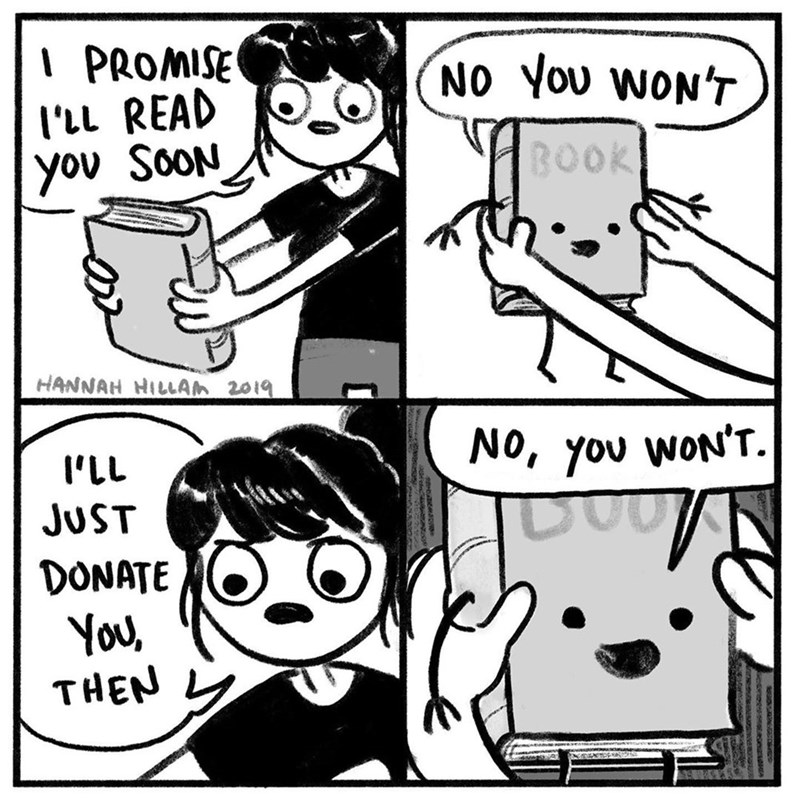 I PROMISE
I'LL READ
YOU SOON
HANNAH HILLAM 2019
NO YOU WON'T
BOOK
I'LL
JUST
DONATE
YOU,
THEN
NO, YOU WON'T.
BOOK